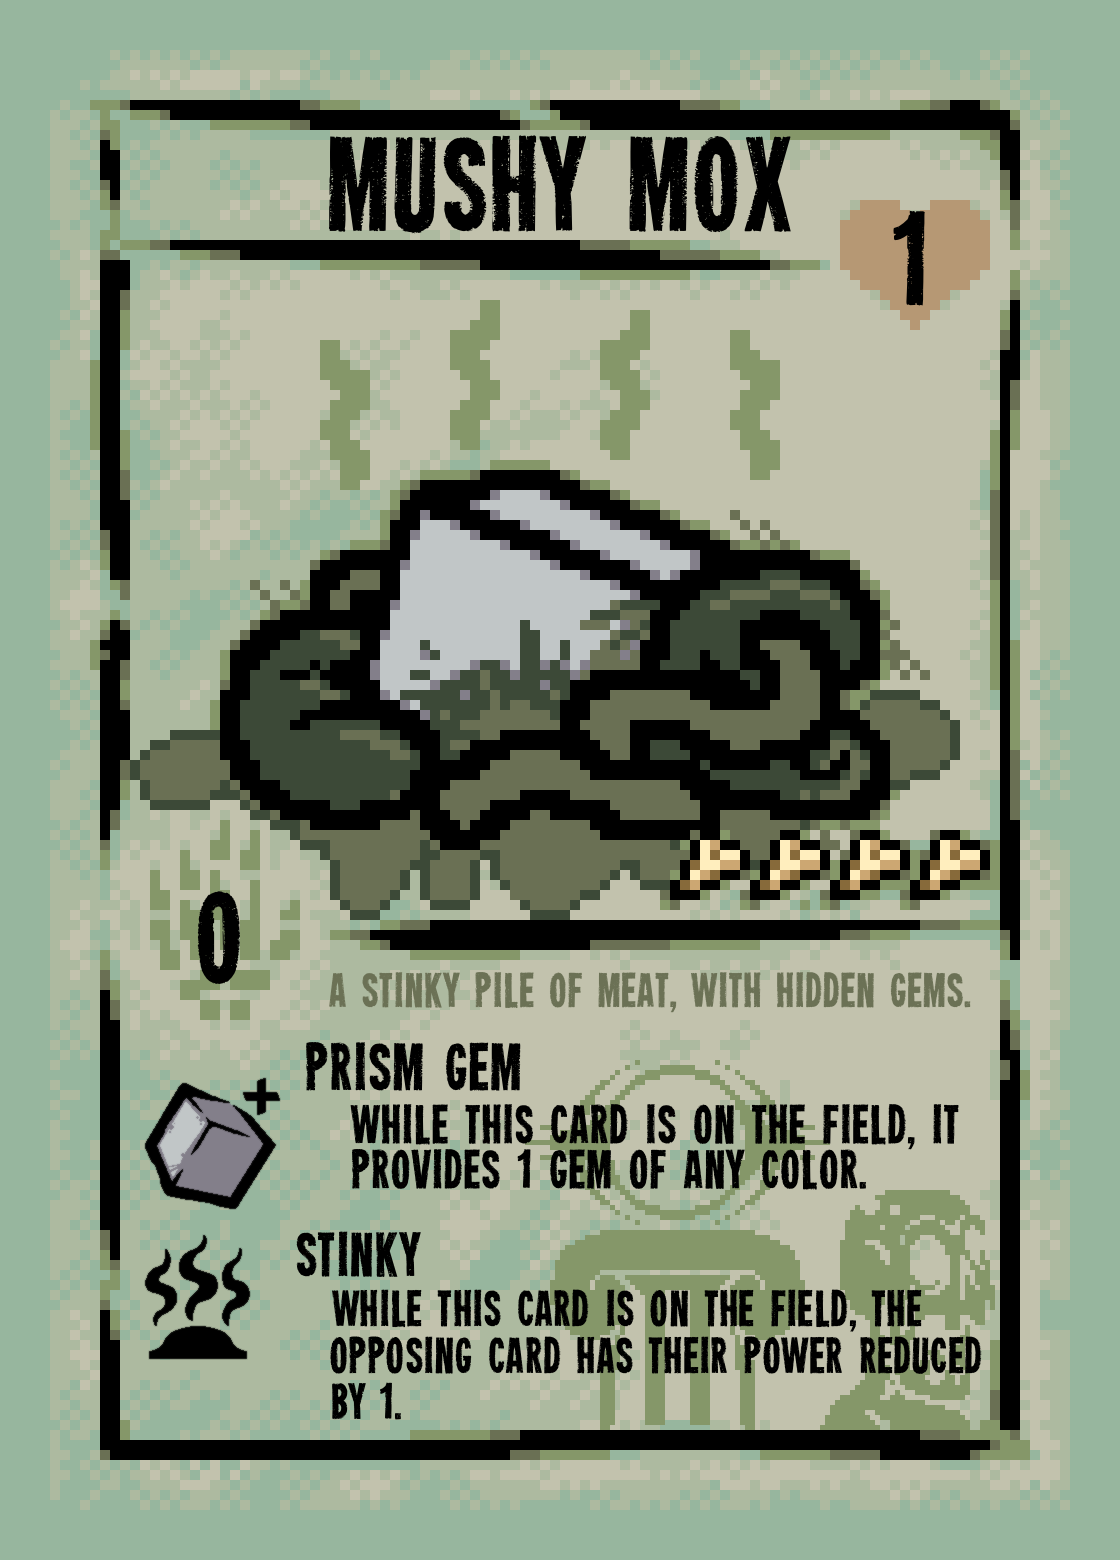 MUSHY MOX
1
0
A STINKY PILE OF MEAT, WITH HIDDEN GEMS.
PRISM GEM
WHILE THIS CARD IS ON THE FIELD, IT
PROVIDES 1 GEM OF ANY COLOR.
STINKY
WHILE THIS CARD IS ON THE FIELD, THE
OPPOSING CARD HAS THEIR POWER REDUCED
BY 1.